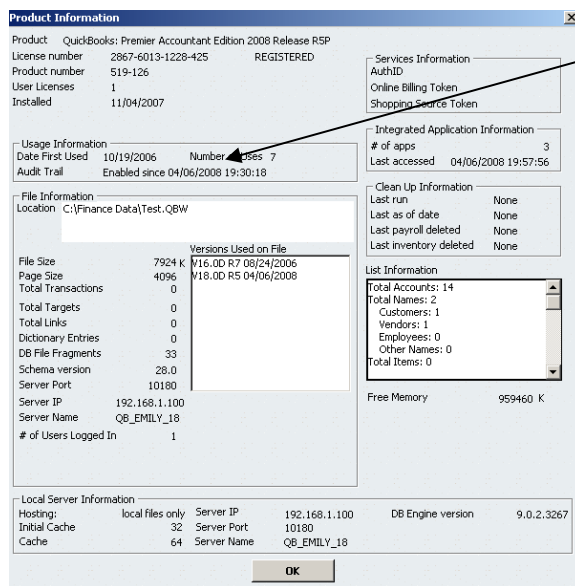 Product Information
Product QuickBooks: Premier Accountant Edition 2008 Release R5P
License number 2867-6013-1228-425 REGISTERED
Product number 519-126
User Licenses 1
Installed 11/04/2007
Services Information
AuthID
Online Billing Token
Shopping Source Token
Usage Information
Date First Used 10/19/2006 Number Uses 7
Audit Trail Enabled since 04/06/2008 19:30:18
Integrated Application Information
# of apps 3
Last accessed 04/06/2008 19:57:56
File Information
Location C:\Finance Data\Test.QBW
Versions Used on File
V16.0D R7 08/24/2006
V18.0D R5 04/06/2008
File Size 7924 K
Page Size 4096
Total Transactions 0
Total Targets 0
Total Links 0
Dictionary Entries 0
DB File Fragments 33
Schema version 28.0
Server Port 10180
Server IP 192.168.1.100
Server Name QB_EMILY_18
# of Users Logged In 1
Clean Up Information
Last run None
Last as of date None
Last payroll deleted None
Last inventory deleted None
List Information
Total Accounts: 14
Total Names: 2
Customers: 1
Vendors: 1
Employees: 0
Other Names: 0
Total Items: 0
Free Memory 959460 K
Local Server Information
Hosting: local files only Server IP 192.168.1.100 DB Engine version 9.0.2.3267
Initial Cache 32 Server Port 10180
Cache 64 Server Name QB_EMILY_18
OK